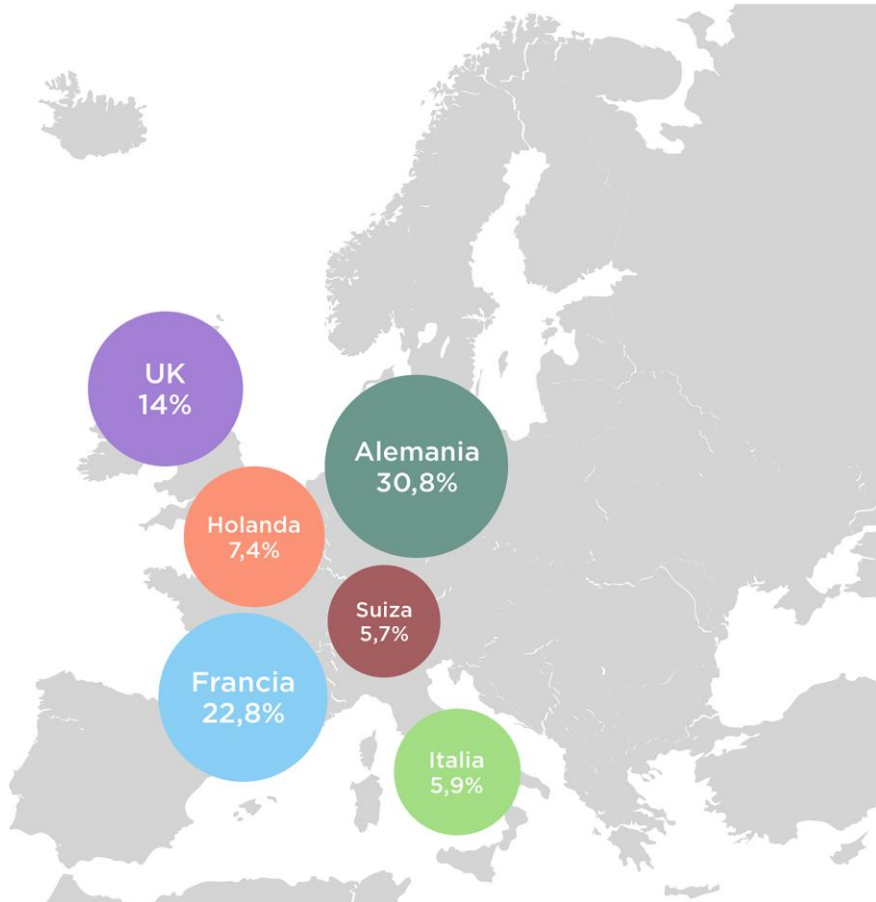 UK
14%
Alemania
30,8%
Holanda
7,4%
Suiza
5,7%
Francia
22,8%
Italia
5,9%